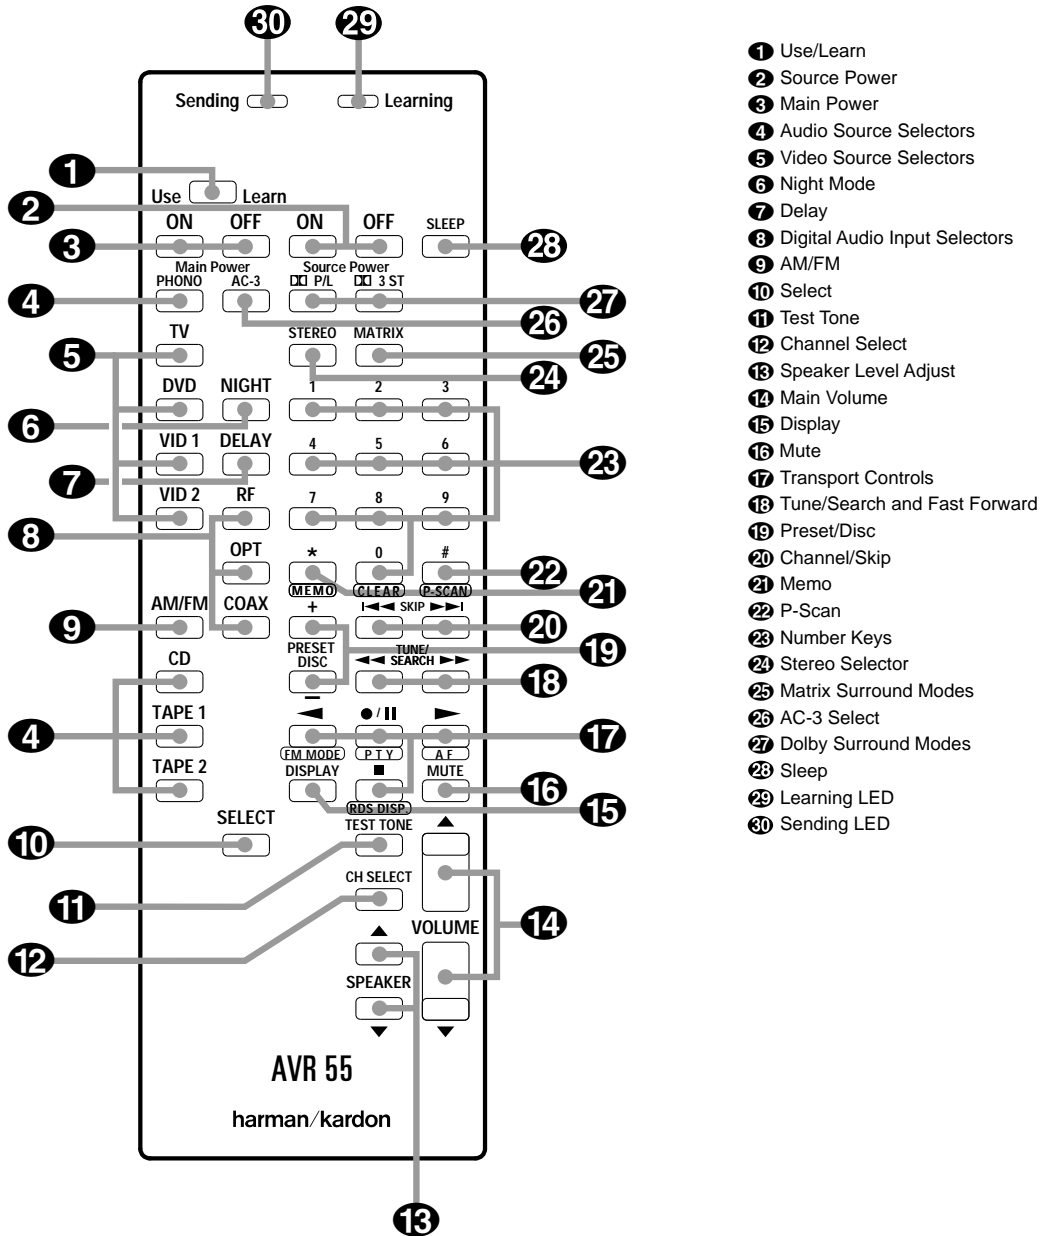 30 29
Sending Learning
1
Use Learn
2
ON OFF ON OFF SLEEP
3 28
Main Power Source Power
PHONO AC-3 P/L 3 ST
4 27
26
TV STEREO MATRIX
5 25
24
DVD NIGHT 1 2 3
6
VID 1 DELAY 4 5 6
7 23
VID 2 RF 7 8 9
8
OPT * 0 #
22
MEMO CLEAR P-SCAN
21
AM/FM COAX + SKIP
9 20
PRESET DISC TUNE/ SEARCH
19
CD –
18
TAPE 1 ● / II
4 17
FM MODE P T Y A F
TAPE 2 DISPLAY ■ MUTE
16
RDS DISP.
15
SELECT TEST TONE
10
CH SELECT
11
VOLUME
14
12
SPEAKER
AVR 55
harman/kardon
13
1 Use/Learn
2 Source Power
3 Main Power
4 Audio Source Selectors
5 Video Source Selectors
6 Night Mode
7 Delay
8 Digital Audio Input Selectors
9 AM/FM
10 Select
11 Test Tone
12 Channel Select
13 Speaker Level Adjust
14 Main Volume
15 Display
16 Mute
17 Transport Controls
18 Tune/Search and Fast Forward
19 Preset/Disc
20 Channel/Skip
21 Memo
22 P-Scan
23 Number Keys
24 Stereo Selector
25 Matrix Surround Modes
26 AC-3 Select
27 Dolby Surround Modes
28 Sleep
29 Learning LED
30 Sending LED